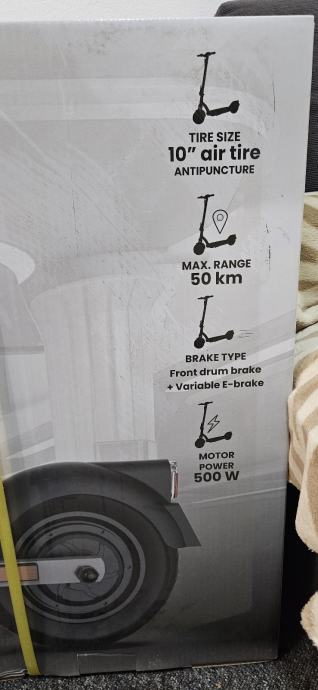 TIRE SIZE
10” air tire
ANTIPUNCTURE
MAX. RANGE
50 km
BRAKE TYPE
Front drum brake
+ Variable E-brake
MOTOR
POWER
500 W